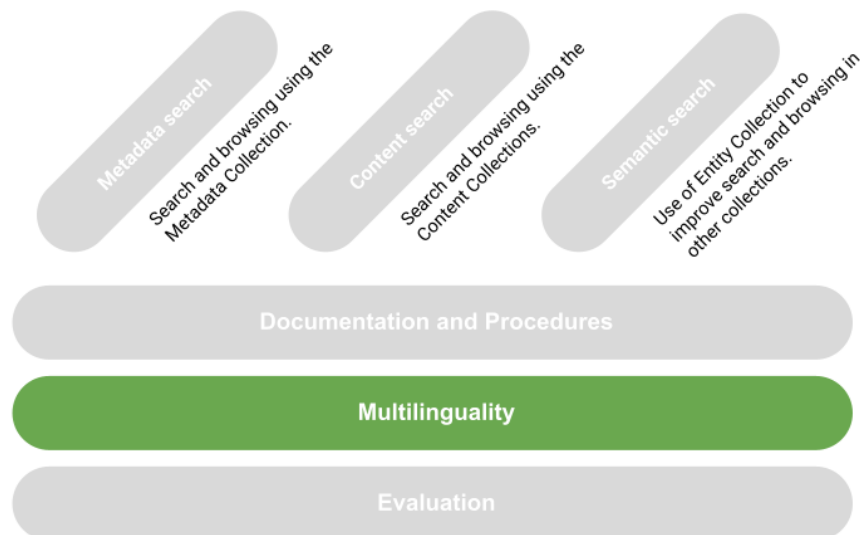 Metadata search
Search and browsing using the
Metadata Collection.
Content search
Search and browsing using the
Content Collections.
Semantic search
Use of Entity Collection to
improve search and browsing in
other collections.
Documentation and Procedures
Multilinguality
Evaluation